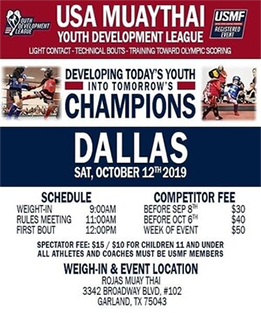 YOUTH DEVELOPMENT LEAGUE
USA MUAYTHAI
YOUTH DEVELOPMENT LEAGUE
LIGHT CONTACT - TECHNICAL BOUTS - TRAINING TOWARD OLYMPIC SCORING
USMF
REGISTERED EVENT
DEVELOPING TODAY'S YOUTH
INTO TOMORROW'S
CHAMPIONS
DALLAS
SAT, OCTOBER 12TH 2019
SCHEDULE
WEIGH-IN 9:00AM
RULES MEETING 11:00AM
FIRST BOUT 12:00PM
COMPETITOR FEE
BEFORE SEP 8TH $30
BEFORE OCT 6TH $40
WEEK OF EVENT $50
SPECTATOR FEE: $15 / $10 FOR CHILDREN 11 AND UNDER
ALL ATHLETES AND COACHES MUST BE USMF MEMBERS
WEIGH-IN & EVENT LOCATION
ROJAS MUAY THAI
3342 BROADWAY BLVD, #102
GARLAND, TX 75043